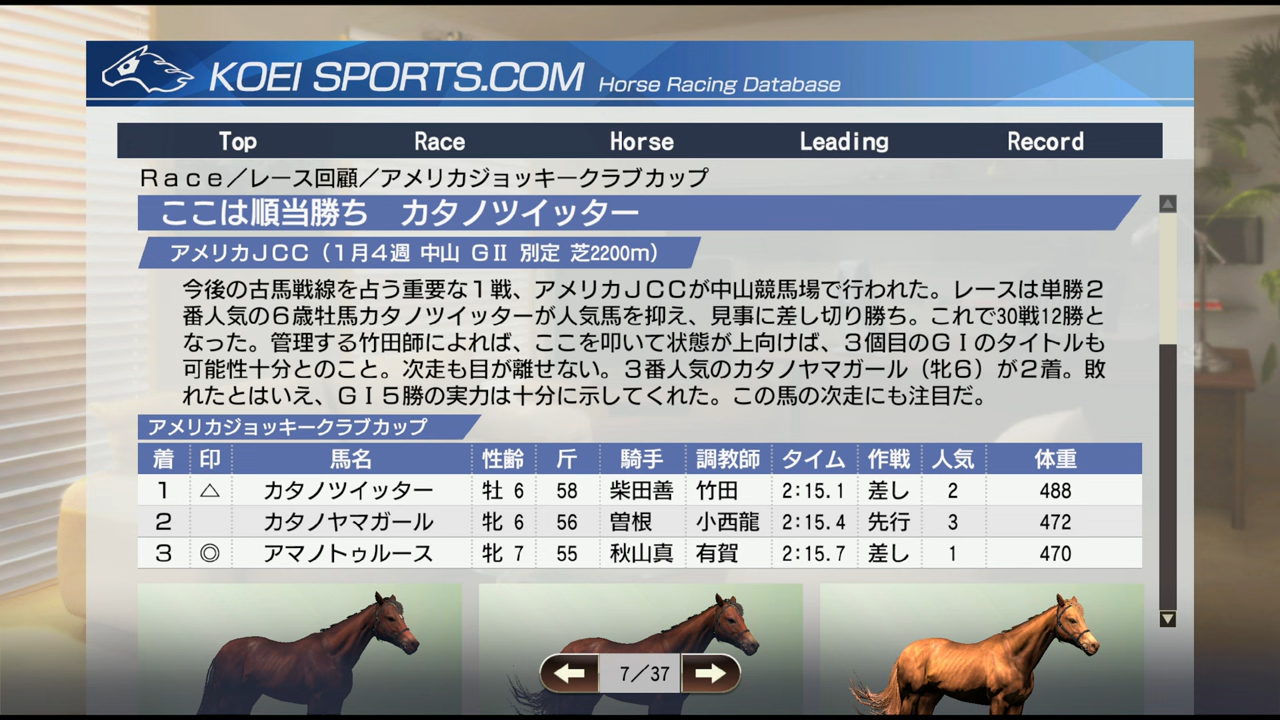 KOEI SPORTS.COM Horse Racing Database
Top Race Horse Leading Record
Race／レース回顧／アメリカジョッキークラブカップ
ここは順当勝ち　カタノツイッター
アメリカJCC（1月4週 中山 GⅡ 別定 芝2200m）
今後の古馬戦線を占う重要な１戦、アメリカＪＣＣが中山競馬場で行われた。レースは単勝２
番人気の６歳牡馬カタノツイッターが人気馬を抑え、見事に差し切り勝ち。これで30戦12勝と
なった。管理する竹田師によれば、ここを叩いて状態が上向けば、３個目のＧⅠのタイトルも
可能性十分とのこと。次走も目が離せない。３番人気のカタノヤマガール（牝６）が２着。敗
れたとはいえ、ＧⅠ５勝の実力は十分に示してくれた。この馬の次走にも注目だ。
アメリカジョッキークラブカップ
着 印 馬名 性齢 斤 騎手 調教師 タイム 作戦 人気 体重
1 △ カタノツイッター 牡 6 58 柴田善 竹田 2:15.1 差し 2 488
2 カタノヤマガール 牝 6 56 曽根 小西龍 2:15.4 先行 3 472
3 ◎ アマノトゥルース 牝 7 55 秋山真 有賀 2:15.7 差し 1 470
7／37